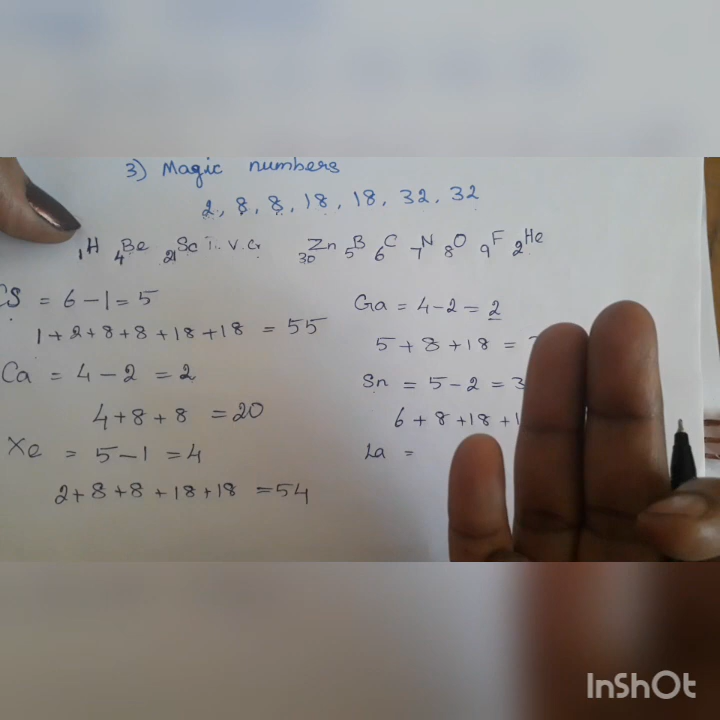 3) Magic numbers
2, 8, 8, 18, 18, 32, 32
1H 4Be 21Sc Ti. V. Cr 30Zn 5B 6C 7N 8O 9F 2He
CS = 6 - 1 = 5
1 + 2 + 8 + 8 + 18 + 18 = 55
Ca = 4 - 2 = 2
4 + 8 + 8 = 20
Xe = 5 - 1 = 4
2 + 8 + 8 + 18 + 18 = 54
Ga = 4 - 2 = 2
5 + 8 + 18 =
Sn = 5 - 2 = 3
6 + 8 + 18 +
La =
InShOt